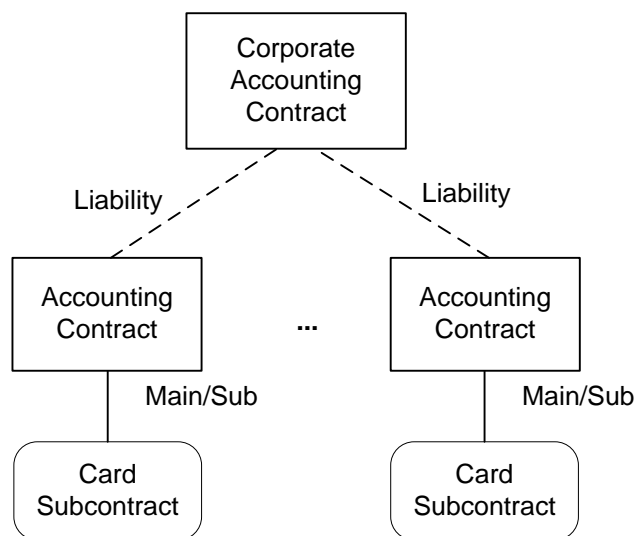 Corporate
Accounting
Contract
Liability
Liability
Accounting
Contract
...
Accounting
Contract
Main/Sub
Main/Sub
Card
Subcontract
Card
Subcontract